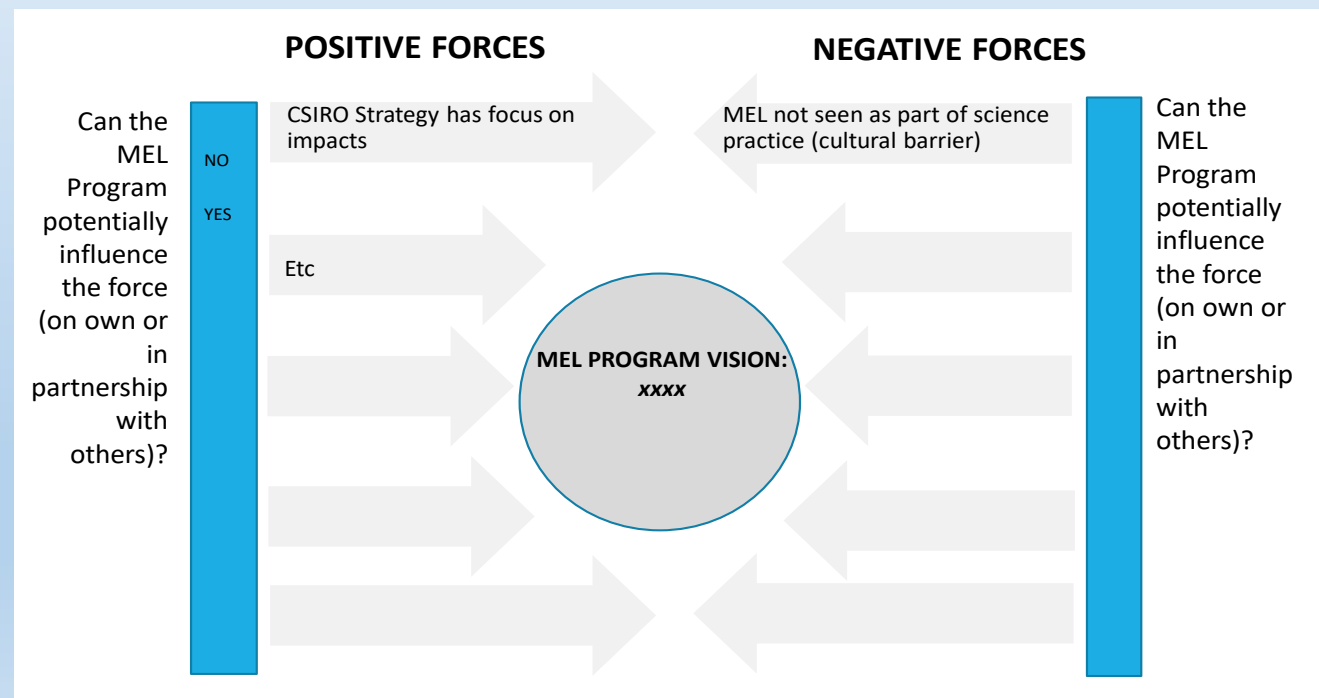 POSITIVE FORCES
NEGATIVE FORCES
Can the
MEL
Program
potentially
influence
the force
(on own or
in
partnership
with
others)?
NO
YES
CSIRO Strategy has focus on
impacts
Etc
MEL PROGRAM VISION:
xxxx
MEL not seen as part of science
practice (cultural barrier)
Can the
MEL
Program
potentially
influence
the force
(on own or
in
partnership
with
others)?